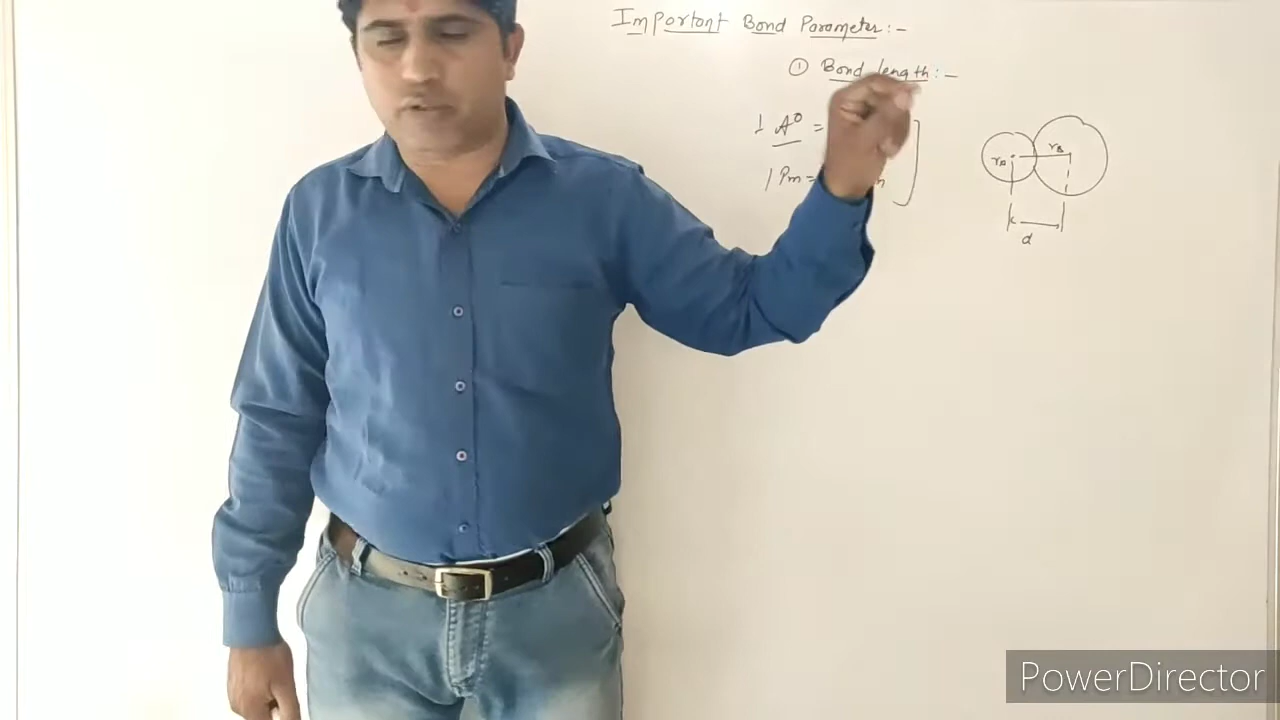 Important Bond Parameter:-
① Bond length:-
1 A° =
1 Pm =
rA rB
d
PowerDirector